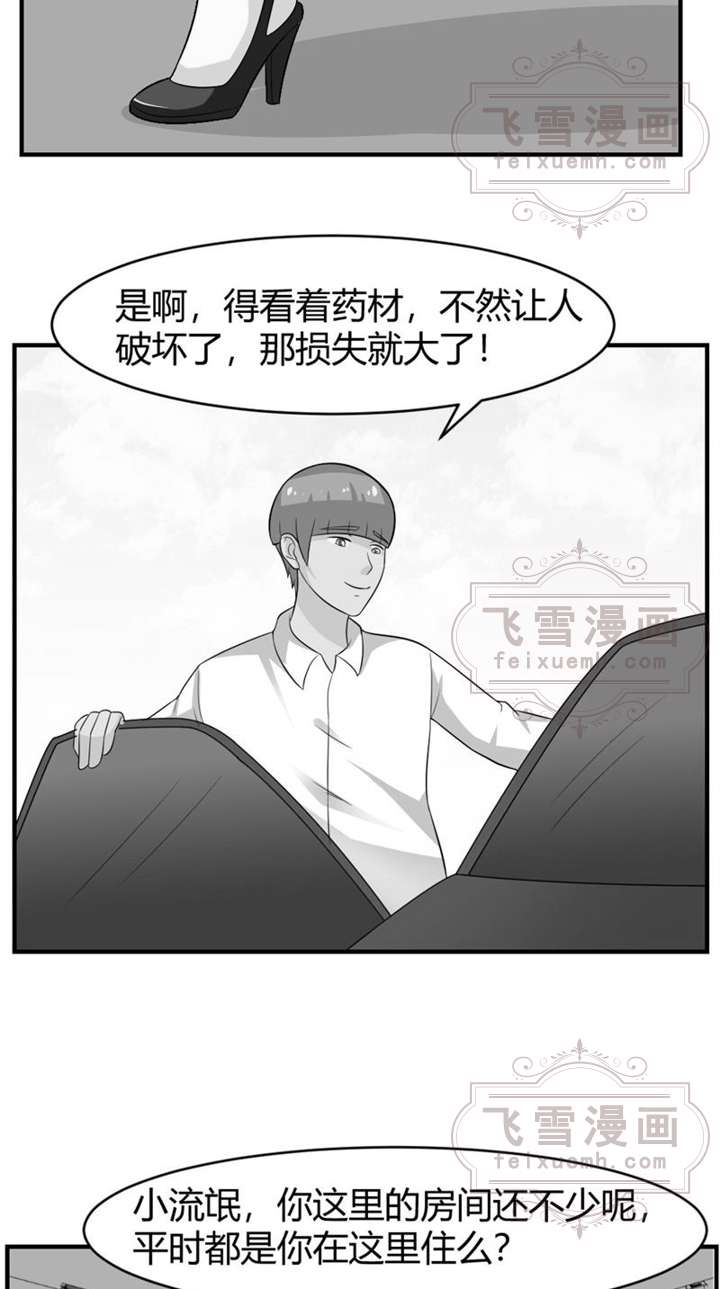 飞雪漫画
feixuemh.com
是啊，得看着药材，不然让人
破坏了，那损失就大了！
飞雪漫画
feixuemh.com
飞雪漫画
feixuemh.com
小流氓，你这里的房间还不少呢，
平时都是你在这里住么？